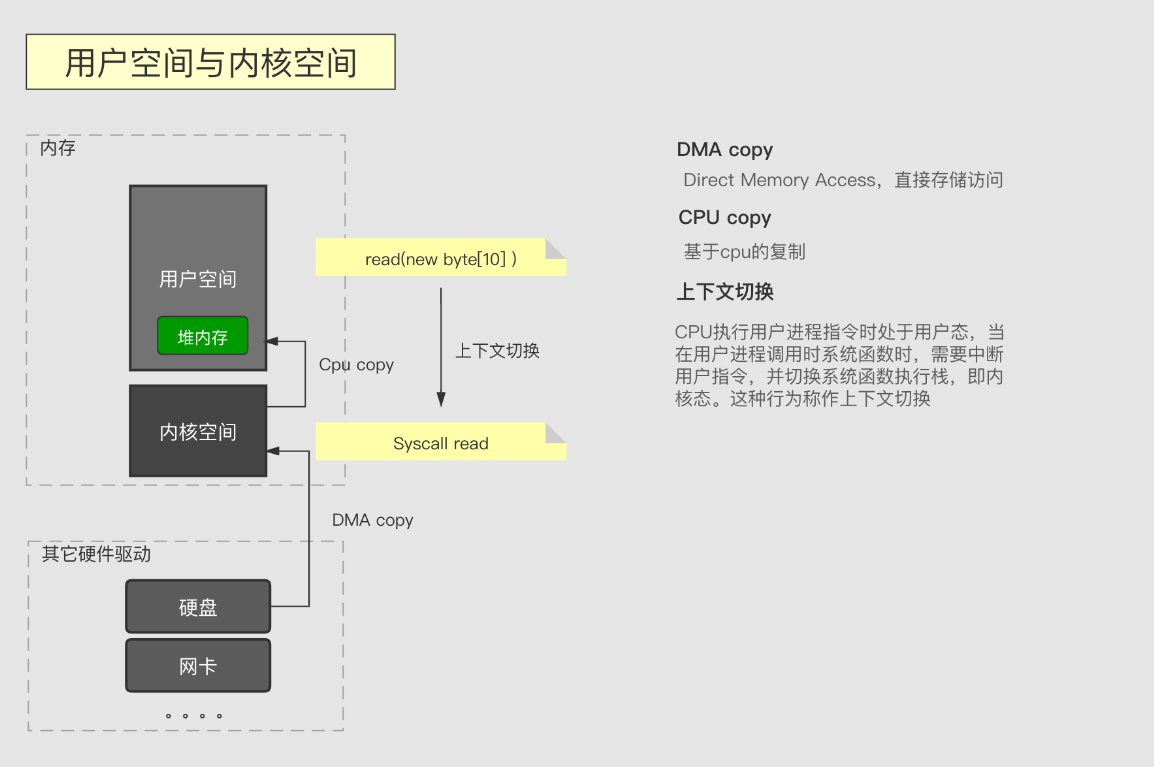 用户空间与内核空间
内存
用户空间
堆内存
Cpu copy
内核空间
read(new byte[10] )
上下文切换
Syscall read
DMA copy
其它硬件驱动
硬盘
网卡
。。。。
DMA copy
Direct Memory Access，直接存储访问
CPU copy
基于cpu的复制
上下文切换
CPU执行用户进程指令时处于用户态，当
在用户进程调用时系统函数时，需要中断
用户指令，并切换系统函数执行栈，即内
核态。这种行为称作上下文切换